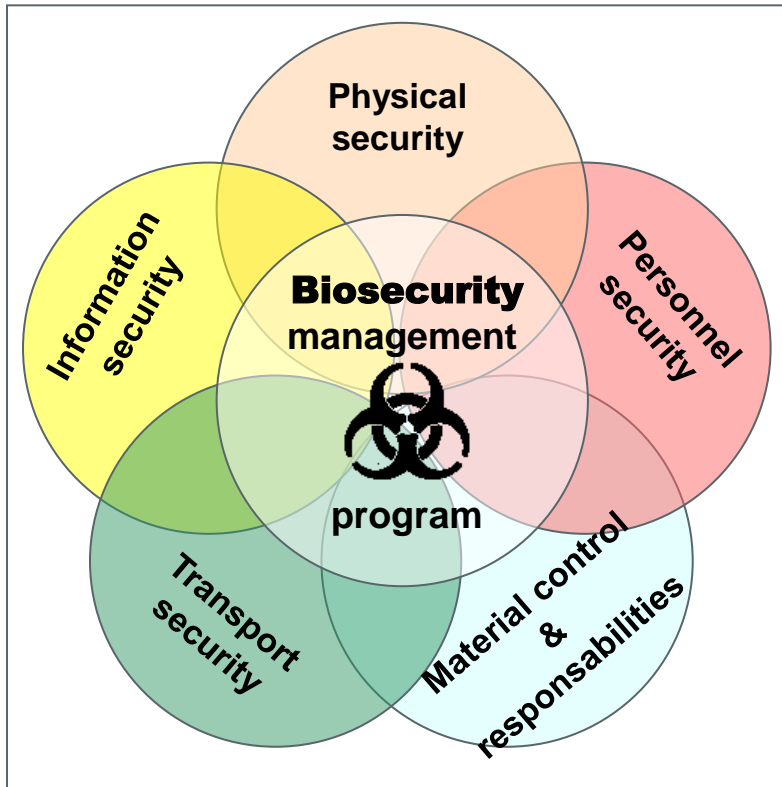 Physical
security
Information
security
Personnel
security
Biosecurity
management
program
Transport
security
Material control
&
responsabilities